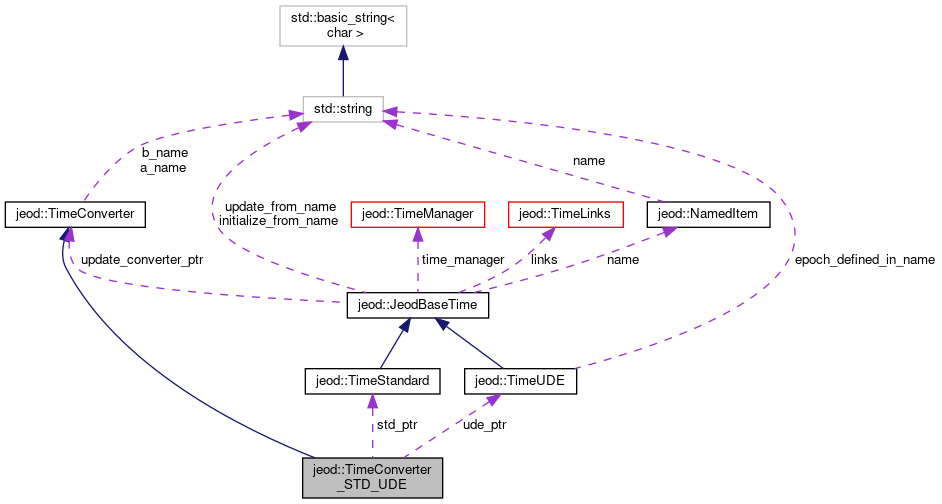 std::basic_string<
char >
std::string
b_name
a_name
name
update_from_name
initialize_from_name
jeod::TimeConverter
jeod::TimeManager
jeod::TimeLinks
jeod::NamedItem
update_converter_ptr
time_manager
links
name
epoch_defined_in_name
jeod::JeodBaseTime
jeod::TimeStandard
jeod::TimeUDE
std_ptr
ude_ptr
jeod::TimeConverter
_STD_UDE